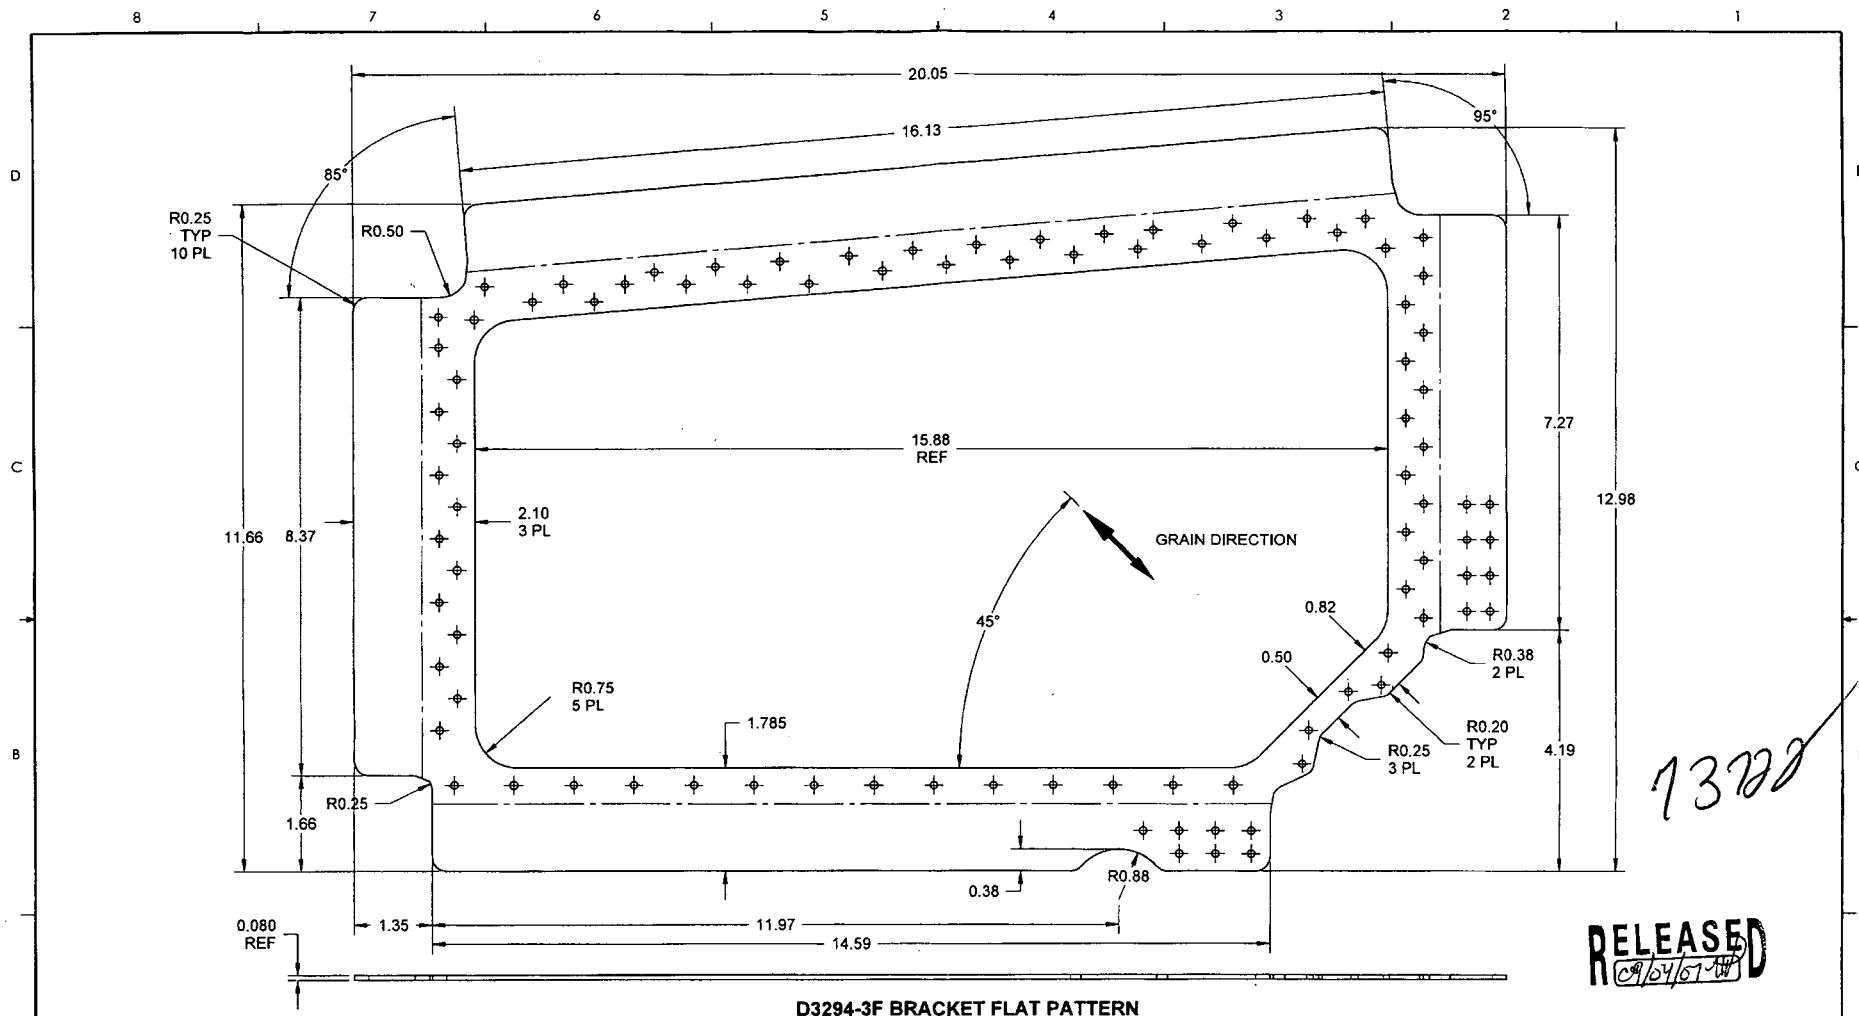 8 7 6 5 4 3 2 1
20.05
16.13
95°
D
85°
R0.25
TYP
10 PL
R0.50
15.88
REF
7.27
C
12.98
11.66
8.37
2.10
3 PL
GRAIN DIRECTION
0.82
45°
0.50
R0.38
2 PL
R0.75
5 PL
1.785
R0.20
TYP
2 PL
R0.25
3 PL
4.19
B
R0.25
1.66
0.38
R0.88
0.080
REF
1.35
11.97
14.59
RELEASED
D3294-3F BRACKET FLAT PATTERN